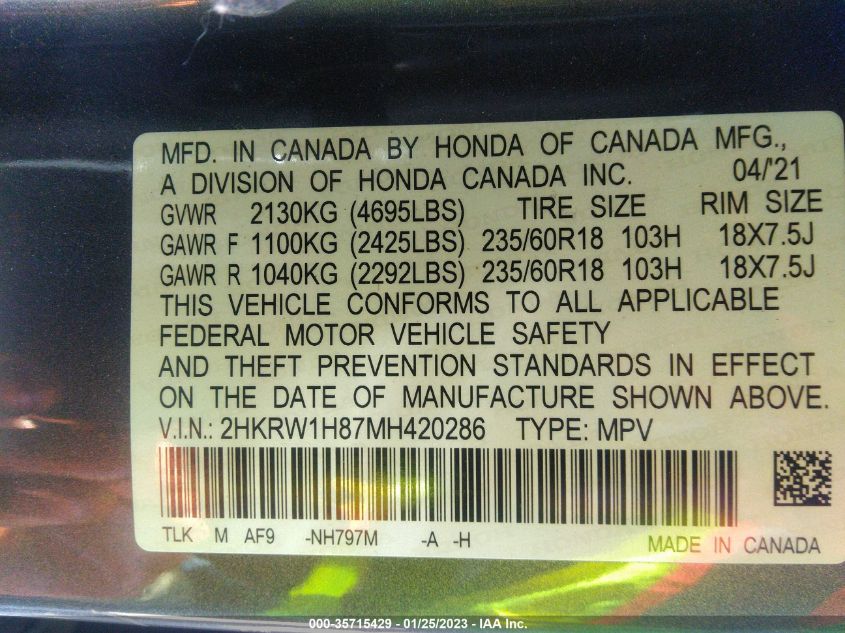 MFD. IN CANADA BY HONDA OF CANADA MFG.,
A DIVISION OF HONDA CANADA INC. 04/'21
GVWR 2130KG (4695LBS) TIRE SIZE RIM SIZE
GAWR F 1100KG (2425LBS) 235/60R18 103H 18X7.5J
GAWR R 1040KG (2292LBS) 235/60R18 103H 18X7.5J
THIS VEHICLE CONFORMS TO ALL APPLICABLE
FEDERAL MOTOR VEHICLE SAFETY
AND THEFT PREVENTION STANDARDS IN EFFECT
ON THE DATE OF MANUFACTURE SHOWN ABOVE.
V.I.N.: 2HKRW1H87MH420286 TYPE: MPV
TLK M AF9 -NH797M -A -H
MADE IN CANADA
000-35715429 - 01/25/2023 - IAA Inc.